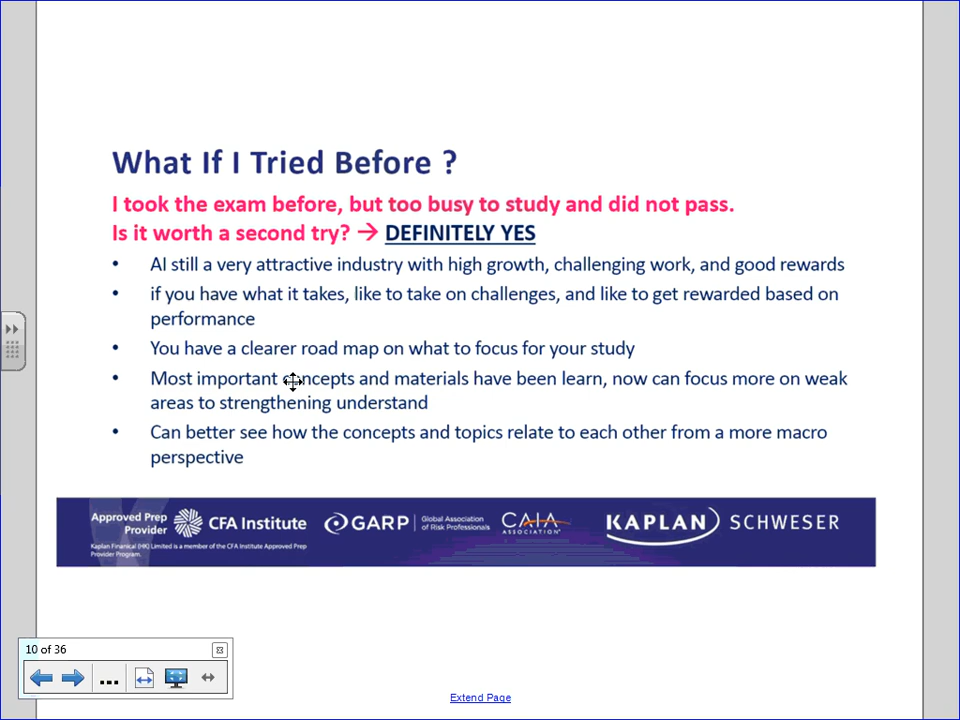 What If I Tried Before ?
I took the exam before, but too busy to study and did not pass.
Is it worth a second try? → DEFINITELY YES
• AI still a very attractive industry with high growth, challenging work, and good rewards
• if you have what it takes, like to take on challenges, and like to get rewarded based on
performance
• You have a clearer road map on what to focus for your study
• Most important concepts and materials have been learn, now can focus more on weak
areas to strengthening understand
• Can better see how the concepts and topics relate to each other from a more macro
perspective
Approved Prep
Provider
CFA Institute
Kaplan Financial (HK) Limited is a member of the CFA Institute Approved Prep
Provider Program.
GARP
Global Association
of Risk Professionals
CAIA
ASSOCIATION®
KAPLAN SCHWESER
10 of 36
...
Extend Page